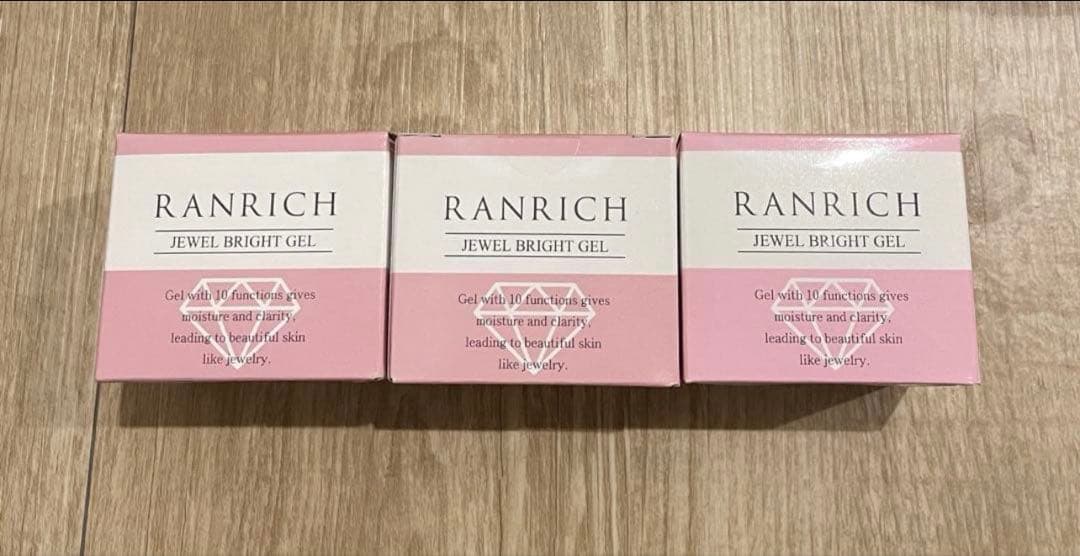 RANRICH
JEWEL BRIGHT GEL
Gel with 10 functions gives
moisture and clarity,
leading to beautiful skin
like jewelry.
RANRICH
JEWEL BRIGHT GEL
Gel with 10 functions gives
moisture and clarity,
leading to beautiful skin
like jewelry.
RANRICH
JEWEL BRIGHT GEL
Gel with 10 functions gives
moisture and clarity,
leading to beautiful skin
like jewelry.